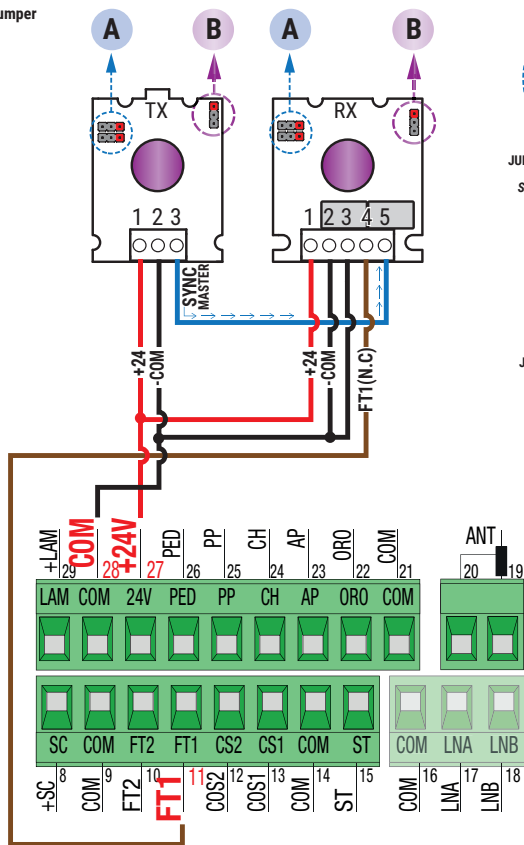 umper
A B A B
TX RX
JU
S
1 2 3 1 2 3 4 5
SYNC
MASTER
J
+24 -COM +24 -COM FT1(N.C)
+LAM COM +24V PED PP CH AP ORO COM ANT
29 28 27 26 25 24 23 22 21 20 19
LAM COM 24V PED PP CH AP ORO COM
SC COM FT2 FT1 CS2 CS1 COM ST COM LNA LNB
8 9 10 11 12 13 14 15 16 17 18
+SC COM FT2 FT1 COS2 COS1 COM ST COM LNA LNB